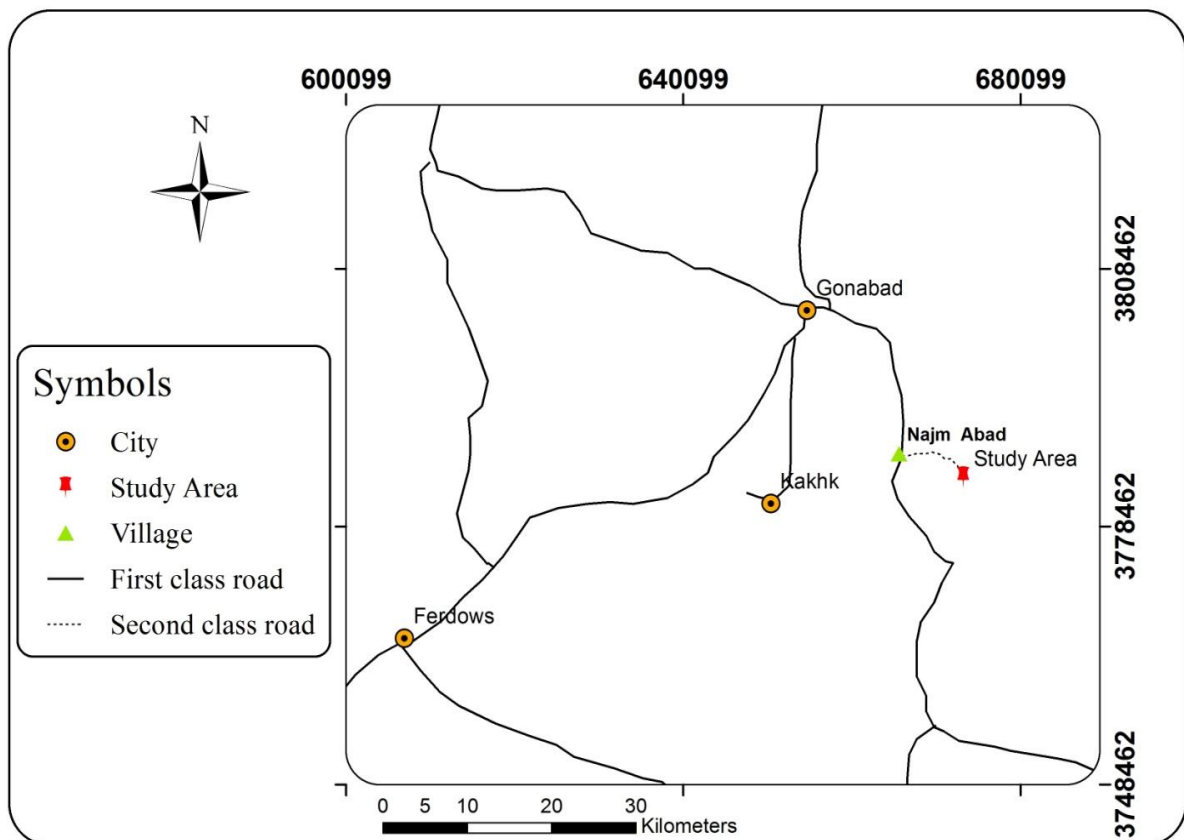 600099
640099
680099
N
3808462
Gonabad
Symbols
City
Study Area
Village
First class road
Second class road
Najm Abad
Study Area
Kakhk
3778462
Ferdows
3748462
0 5 10 20 30
Kilometers